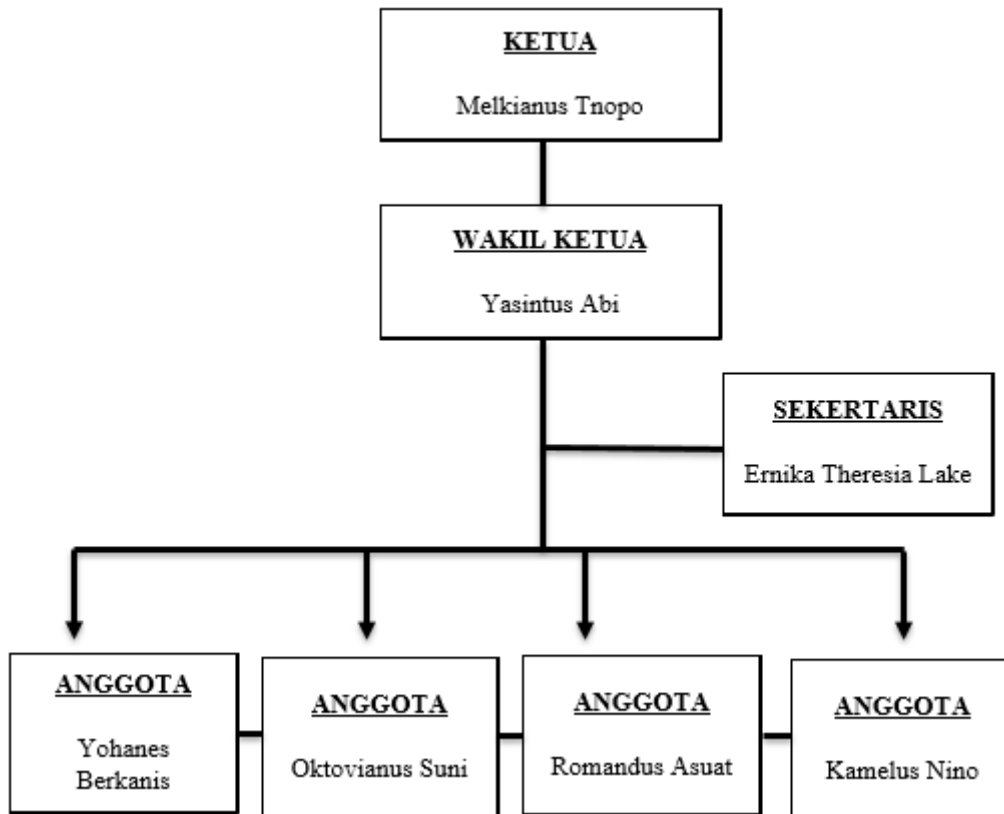 KETUA
Melkianus Tnopo
WAKIL KETUA
Yasintus Abi
SEKERTARIS
Ernika Theresia Lake
ANGGOTA
Yohanes
Berkanis
ANGGOTA
Oktovianus Suni
ANGGOTA
Romandus Asuat
ANGGOTA
Kamelus Nino